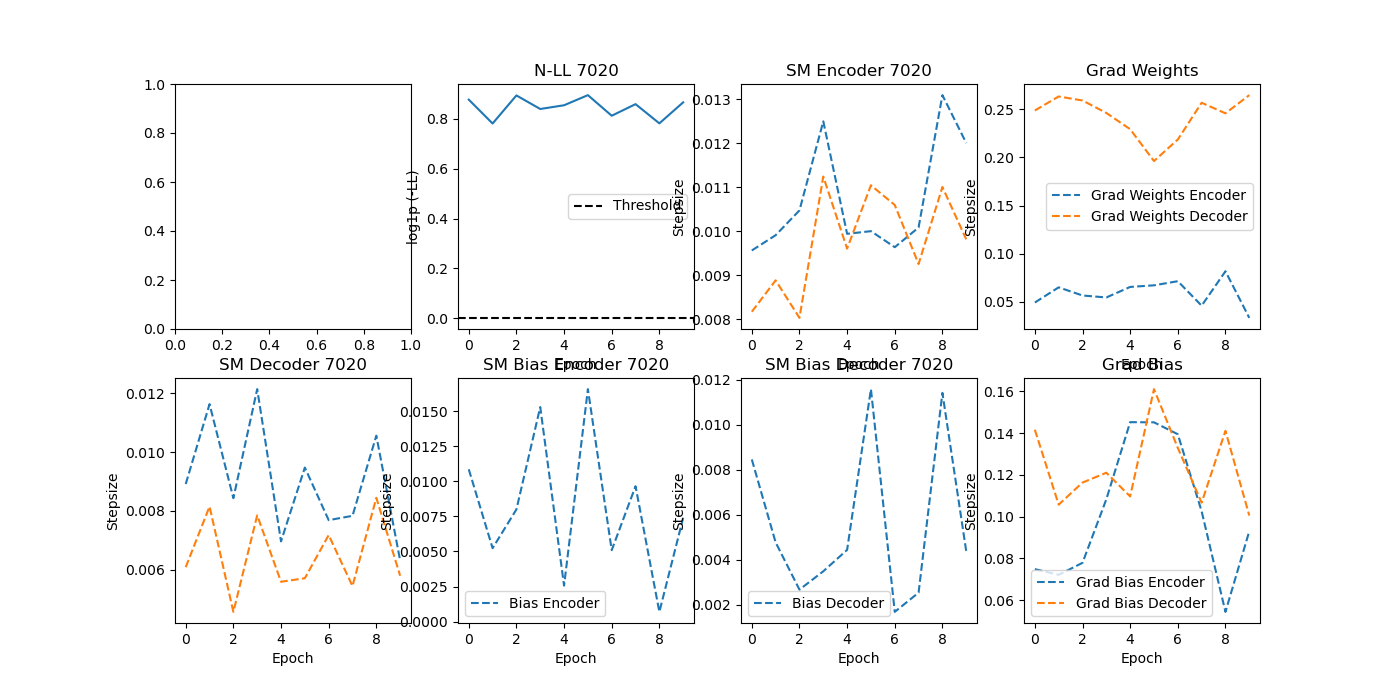 N-LL 7020
SM Encoder 7020
Grad Weights
1.0
0.8
0.6
0.4
0.2
0.0
0.0 0.2 0.4 0.6 0.8 1.0
log1p (-LL)
0.8
0.6
0.4
0.2
0.0
Threshold
0 2 4 6 8
Epoch
Stepsize
0.013
0.012
0.011
0.010
0.009
0.008
0 2 4 6 8
Epoch
Stepsize
0.25
0.20
0.15
0.10
0.05
Grad Weights Encoder
Grad Weights Decoder
0 2 4 6 8
Epoch
SM Decoder 7020
SM Bias Encoder 7020
SM Bias Decoder 7020
Grad Bias
Stepsize
0.012
0.010
0.008
0.006
0 2 4 6 8
Epoch
Stepsize
0.0150
0.0125
0.0100
0.0075
0.0050
0.0025
0.0000
Bias Encoder
0 2 4 6 8
Epoch
Stepsize
0.012
0.010
0.008
0.006
0.004
0.002
Bias Decoder
0 2 4 6 8
Epoch
Stepsize
0.16
0.14
0.12
0.10
0.08
0.06
Grad Bias Encoder
Grad Bias Decoder
0 2 4 6 8
Epoch